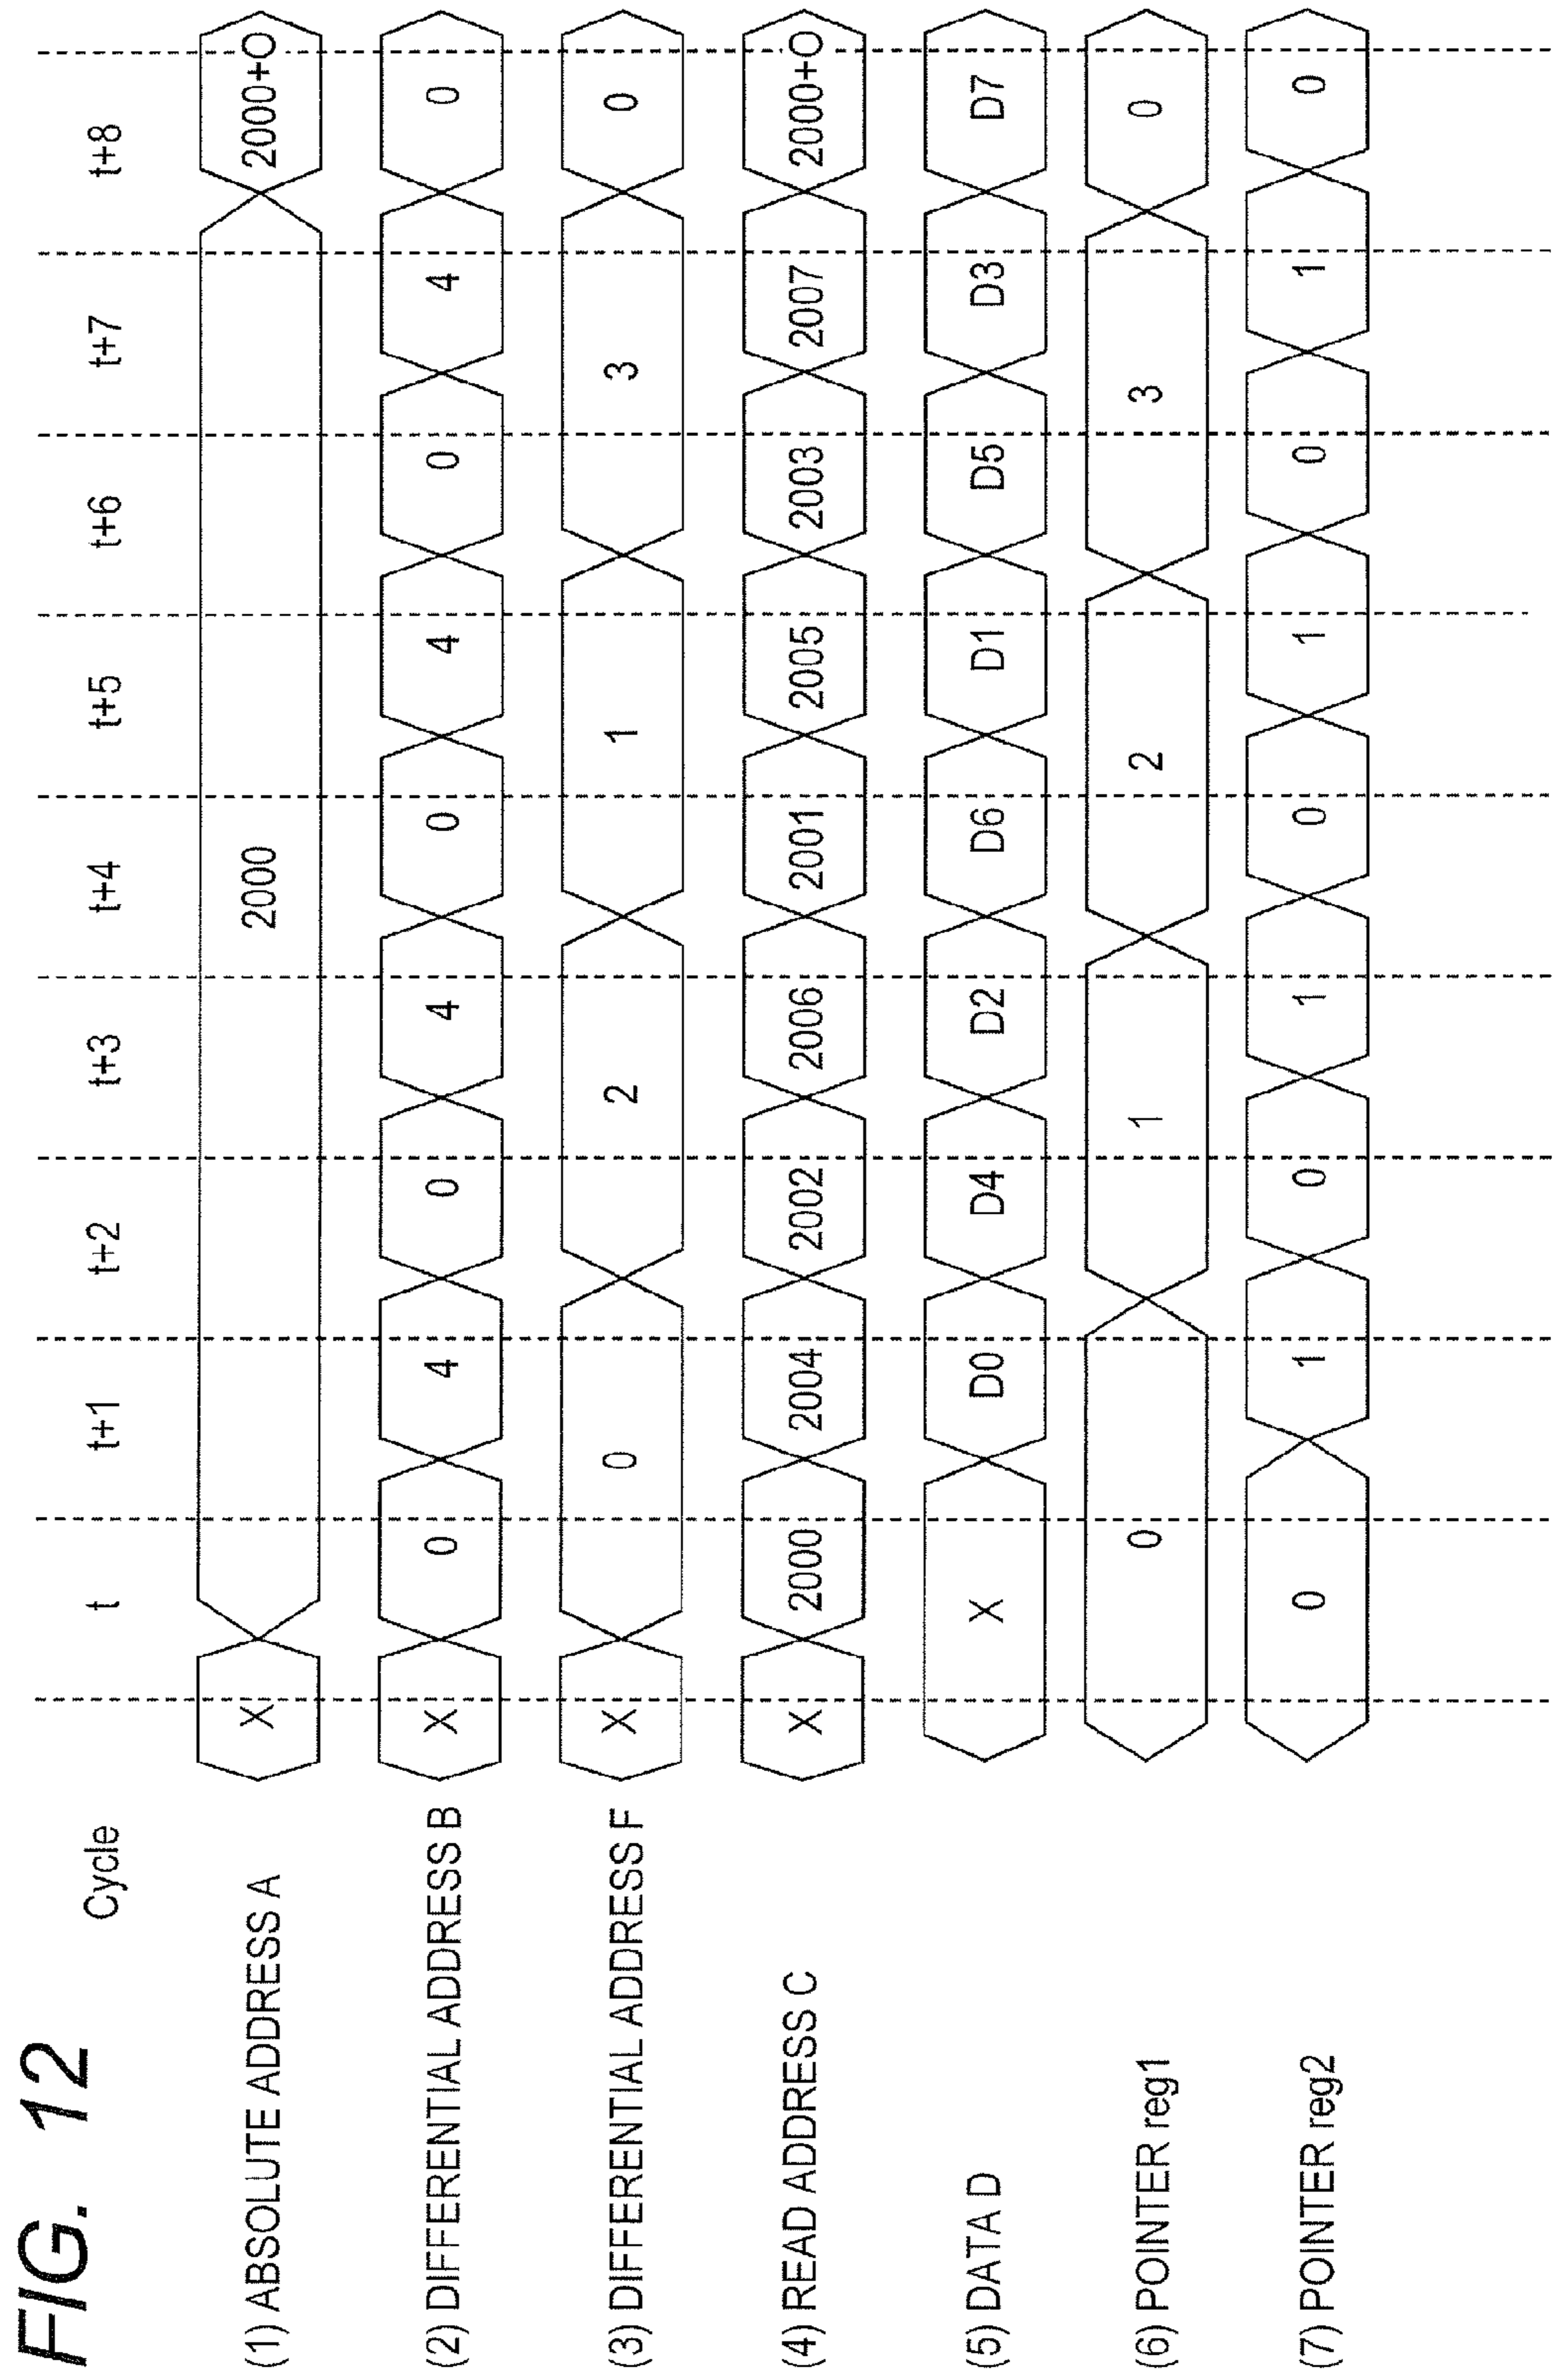 FIG. 12
Cycle t t+1 t+2 t+3 t+4 t+5 t+6 t+7 t+8
(1) ABSOLUTE ADDRESS A X 2000 2000+O
(2) DIFFERENTIAL ADDRESS B X 0 4 0 4 0 4 0 4 0
(3) DIFFERENTIAL ADDRESS F X 0 2 1 3 0
(4) READ ADDRESS C X 2000 2004 2002 2006 2001 2005 2003 2007 2000+O
(5) DATA D X D0 D4 D2 D6 D1 D5 D3 D7
(6) POINTER reg1 0 1 2 3 0
(7) POINTER reg2 0 1 0 1 0 1 0 1 0